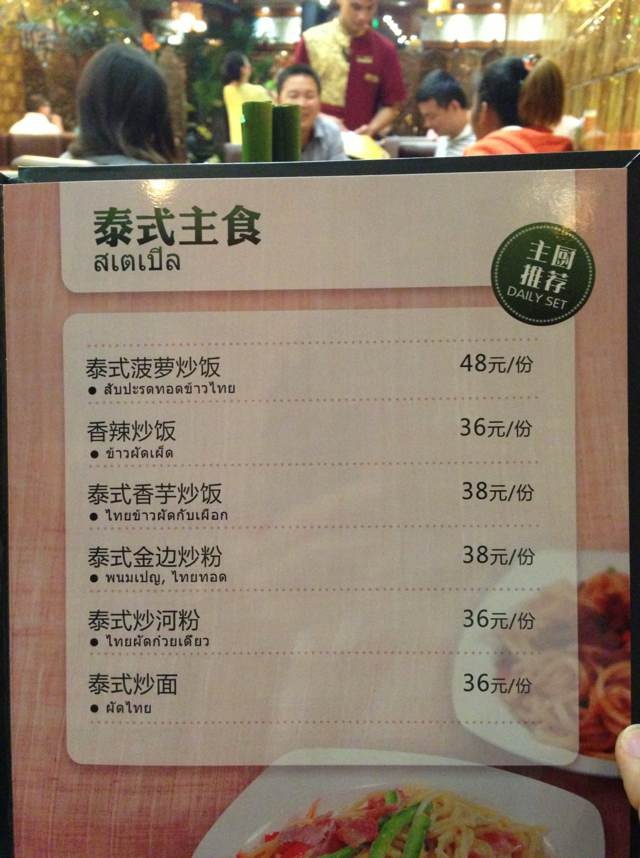 泰式主食
สเตเปิล
主厨
推荐
DAILY SET
泰式菠萝炒饭 48元/份
● สับปะรดทอดข้าวไทย
香辣炒饭 36元/份
● ข้าวผัดเผ็ด
泰式香芋炒饭 38元/份
● ไทยข้าวผัดกับเผือก
泰式金边炒粉 38元/份
● พนมเปญ, ไทยทอด
泰式炒河粉 36元/份
● ไทยผัดก๋วยเตี๋ยว
泰式炒面 36元/份
● ผัดไทย